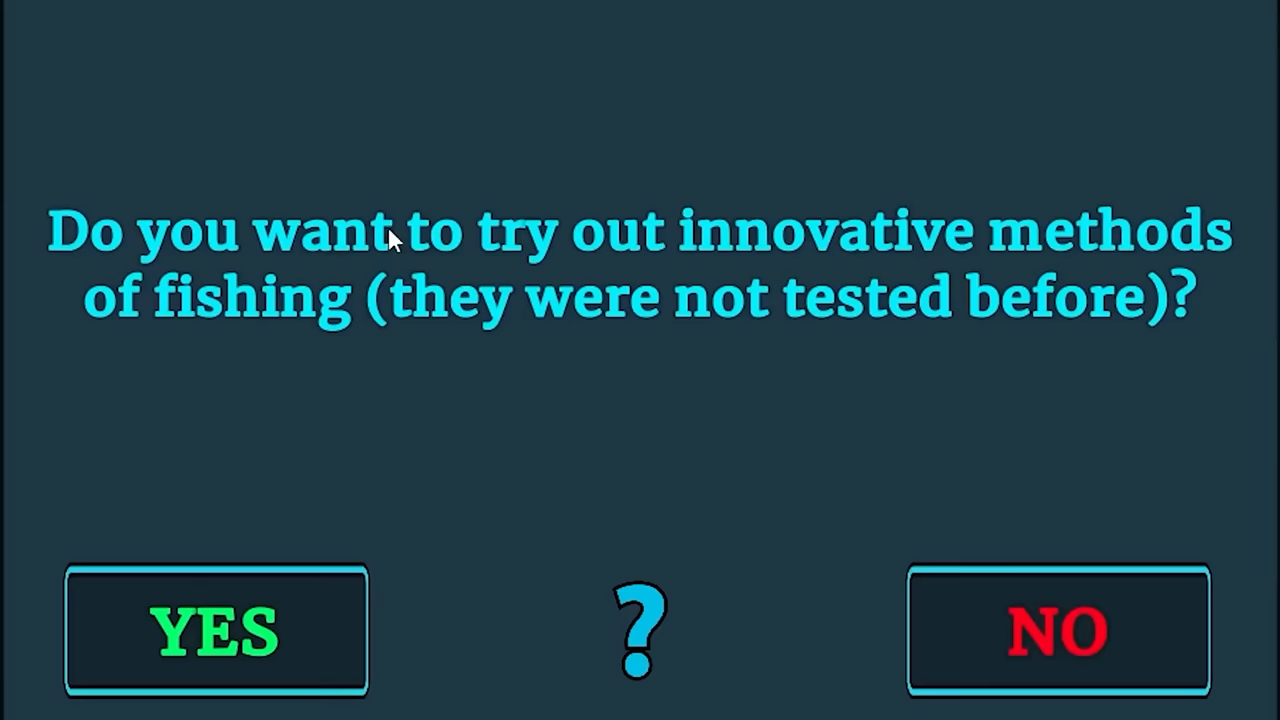 Do you want to try out innovative methods
of fishing (they were not tested before)?
YES
?
NO